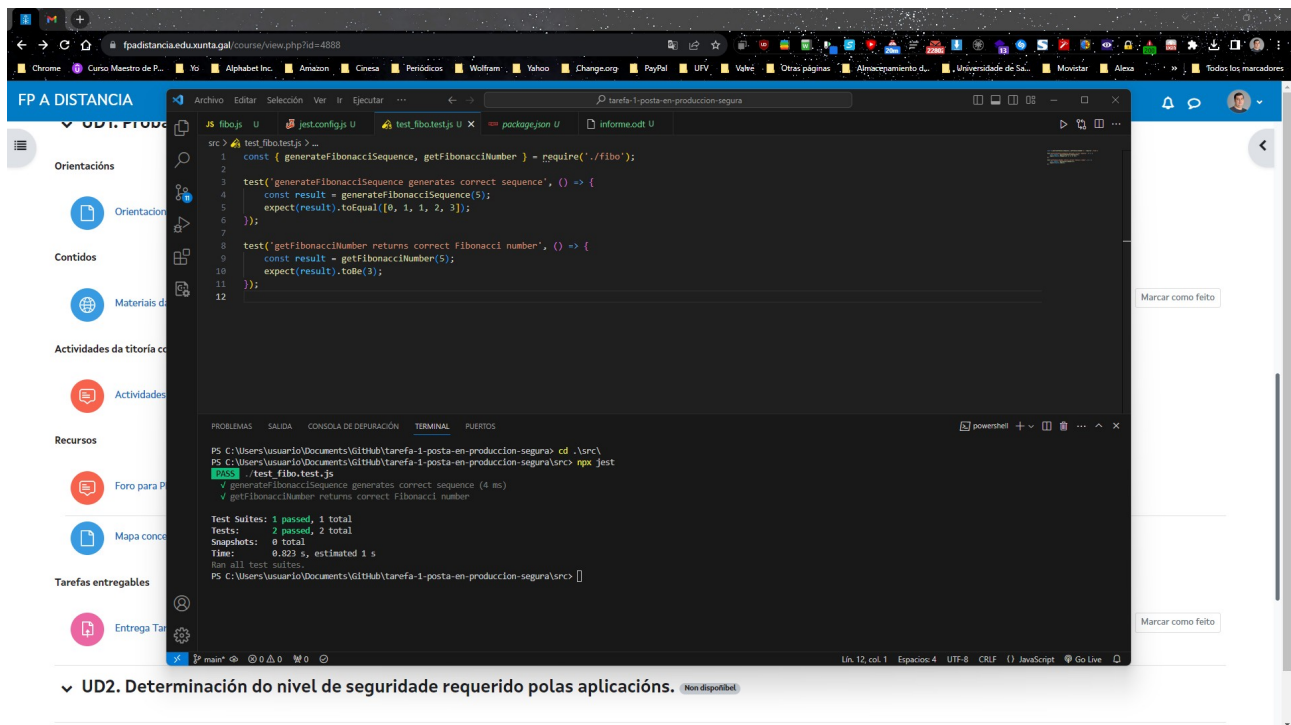 fpadistancia.edu.xunta.gal/course/view.php?id=4888
Chrome Curso Maestro de P... Yo Alphabet Inc. Amazon Cinesa Periódicos Wolfram Yahoo Change.org PayPal UFV Valve Otras páginas Almacenamiento d... Universidade de Sa... Movistar Alexa » Todos los marcadores
FP A DISTANCIA
Archivo Editar Selección Ver Ir Ejecutar ··· tarefa-1-posta-en-produccion-segura
UD1. Proba
JS fibo.js U jest.config.js U test_fibo.test.js U package.json U informe.odt U
src > test_fibo.test.js > ...
1 const { generateFibonacciSequence, getFibonacciNumber } = require('./fibo');
2
3 test('generateFibonacciSequence generates correct sequence', () => {
4 const result = generateFibonacciSequence(5);
5 expect(result).toEqual([0, 1, 1, 2, 3]);
6 });
7
8 test('getFibonacciNumber returns correct Fibonacci number', () => {
9 const result = getFibonacciNumber(5);
10 expect(result).toBe(3);
11 });
12
Orientacións
Orientacion
Contidos
Materiais da
Marcar como feito
Actividades da titoría co
Actividades
Recursos
Foro para P
Mapa conce
Tarefas entregables
Entrega Tar
Marcar como feito
PROBLEMAS SALIDA CONSOLA DE DEPURACIÓN TERMINAL PUERTOS
powershell
PS C:\Users\usuario\Documents\GitHub\tarefa-1-posta-en-produccion-segura> cd .\src\
PS C:\Users\usuario\Documents\GitHub\tarefa-1-posta-en-produccion-segura\src> npx jest
PASS ./test_fibo.test.js
√ generateFibonacciSequence generates correct sequence (4 ms)
√ getFibonacciNumber returns correct Fibonacci number
Test Suites: 1 passed, 1 total
Tests: 2 passed, 2 total
Snapshots: 0 total
Time: 0.823 s, estimated 1 s
Ran all test suites.
PS C:\Users\usuario\Documents\GitHub\tarefa-1-posta-en-produccion-segura\src>
main* 0 0 0 Lín. 12, col. 1 Espacios: 4 UTF-8 CRLF {} JavaScript Go Live
UD2. Determinación do nivel de seguridade requerido polas aplicacións. Non dispoñibel